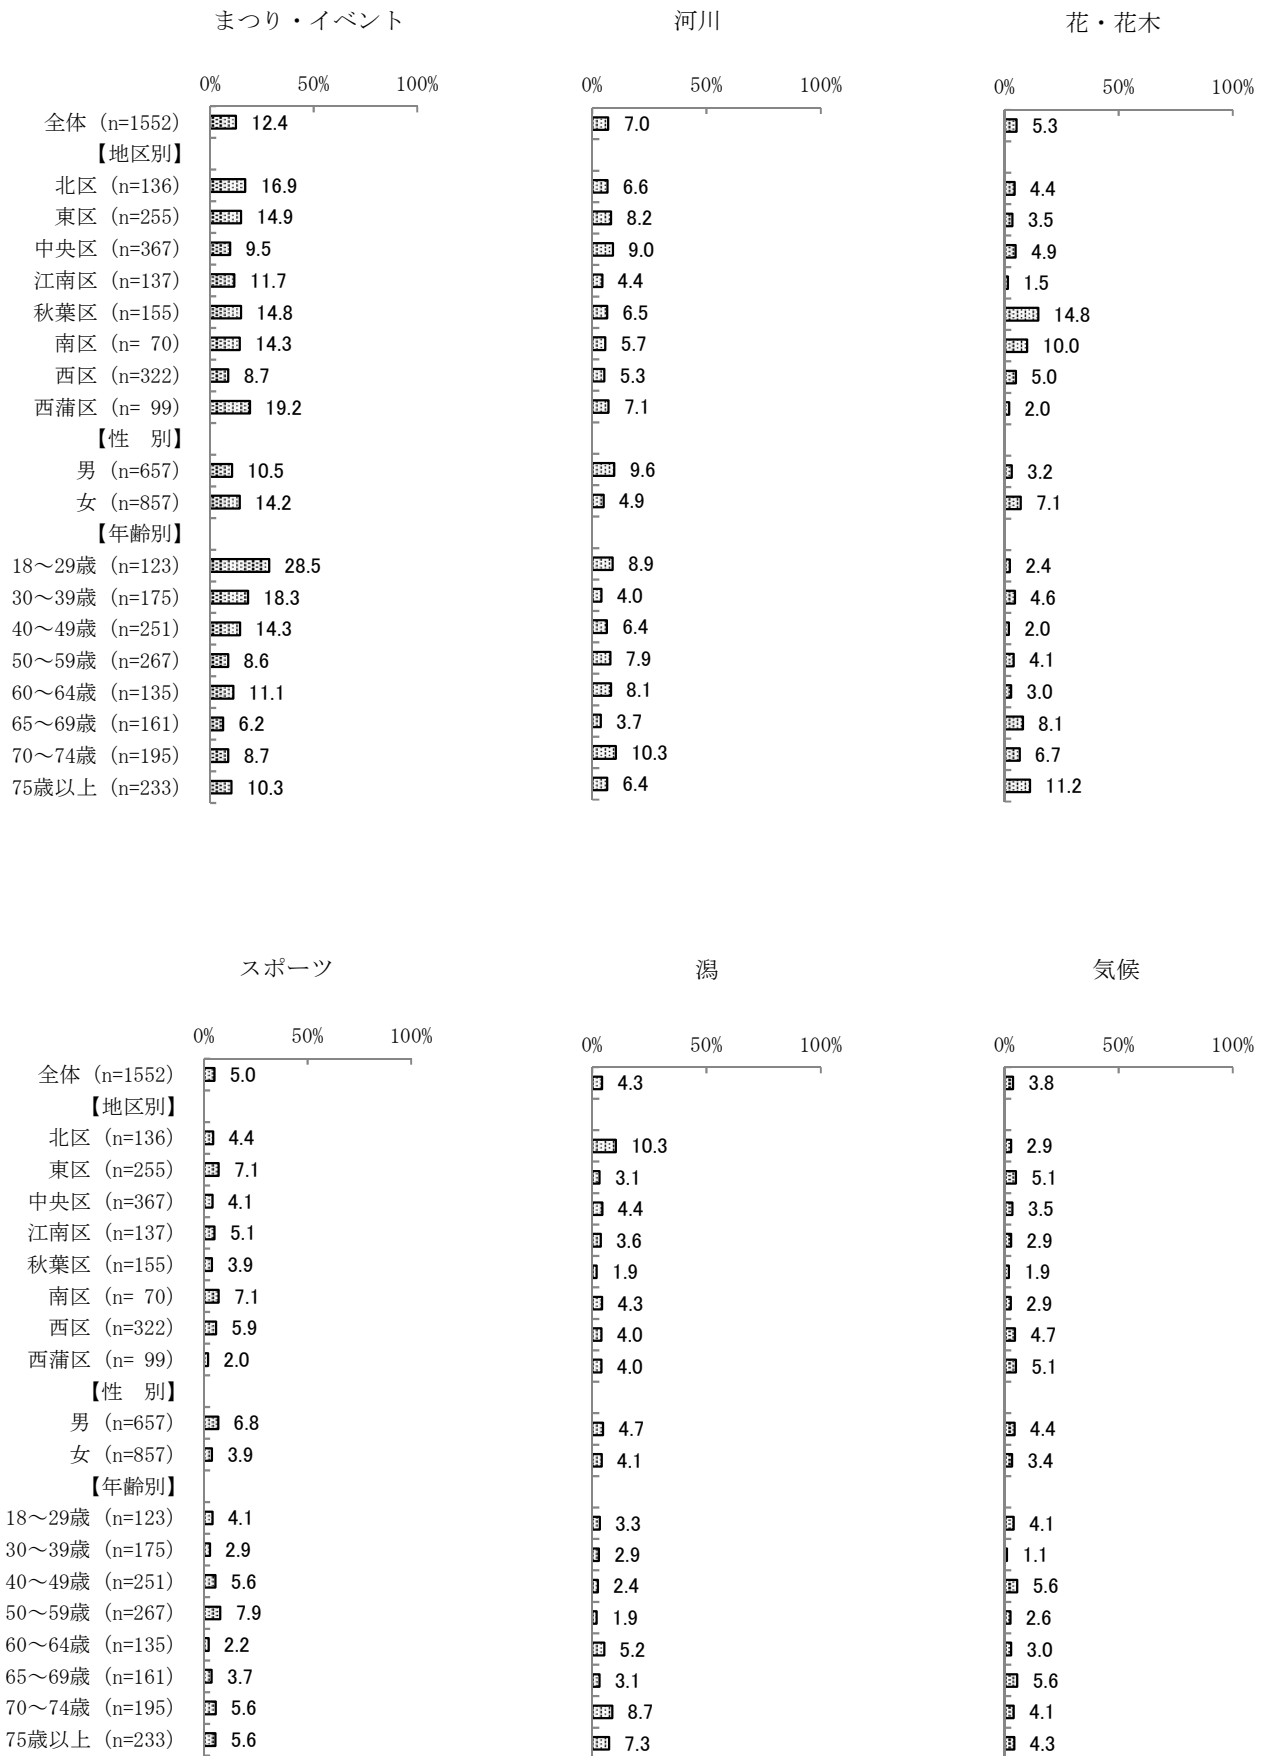 まつり・イベント 河川 花・花木
0% 50% 100% 0% 50% 100% 0% 50% 100%
全体 (n=1552) 12.4 7.0 5.3
【地区別】
北区 (n=136) 16.9 6.6 4.4
東区 (n=255) 14.9 8.2 3.5
中央区 (n=367) 9.5 9.0 4.9
江南区 (n=137) 11.7 4.4 1.5
秋葉区 (n=155) 14.8 6.5 14.8
南区 (n= 70) 14.3 5.7 10.0
西区 (n=322) 8.7 5.3 5.0
西蒲区 (n= 99) 19.2 7.1 2.0
【性　別】
男 (n=657) 10.5 9.6 3.2
女 (n=857) 14.2 4.9 7.1
【年齢別】
18～29歳 (n=123) 28.5 8.9 2.4
30～39歳 (n=175) 18.3 4.0 4.6
40～49歳 (n=251) 14.3 6.4 2.0
50～59歳 (n=267) 8.6 7.9 4.1
60～64歳 (n=135) 11.1 8.1 3.0
65～69歳 (n=161) 6.2 3.7 8.1
70～74歳 (n=195) 8.7 10.3 6.7
75歳以上 (n=233) 10.3 6.4 11.2
スポーツ 潟 気候
0% 50% 100% 0% 50% 100% 0% 50% 100%
全体 (n=1552) 5.0 4.3 3.8
【地区別】
北区 (n=136) 4.4 10.3 2.9
東区 (n=255) 7.1 3.1 5.1
中央区 (n=367) 4.1 4.4 3.5
江南区 (n=137) 5.1 3.6 2.9
秋葉区 (n=155) 3.9 1.9 1.9
南区 (n= 70) 7.1 4.3 2.9
西区 (n=322) 5.9 4.0 4.7
西蒲区 (n= 99) 2.0 4.0 5.1
【性　別】
男 (n=657) 6.8 4.7 4.4
女 (n=857) 3.9 4.1 3.4
【年齢別】
18～29歳 (n=123) 4.1 3.3 4.1
30～39歳 (n=175) 2.9 2.9 1.1
40～49歳 (n=251) 5.6 2.4 5.6
50～59歳 (n=267) 7.9 1.9 2.6
60～64歳 (n=135) 2.2 5.2 3.0
65～69歳 (n=161) 3.7 3.1 5.6
70～74歳 (n=195) 5.6 8.7 4.1
75歳以上 (n=233) 5.6 7.3 4.3